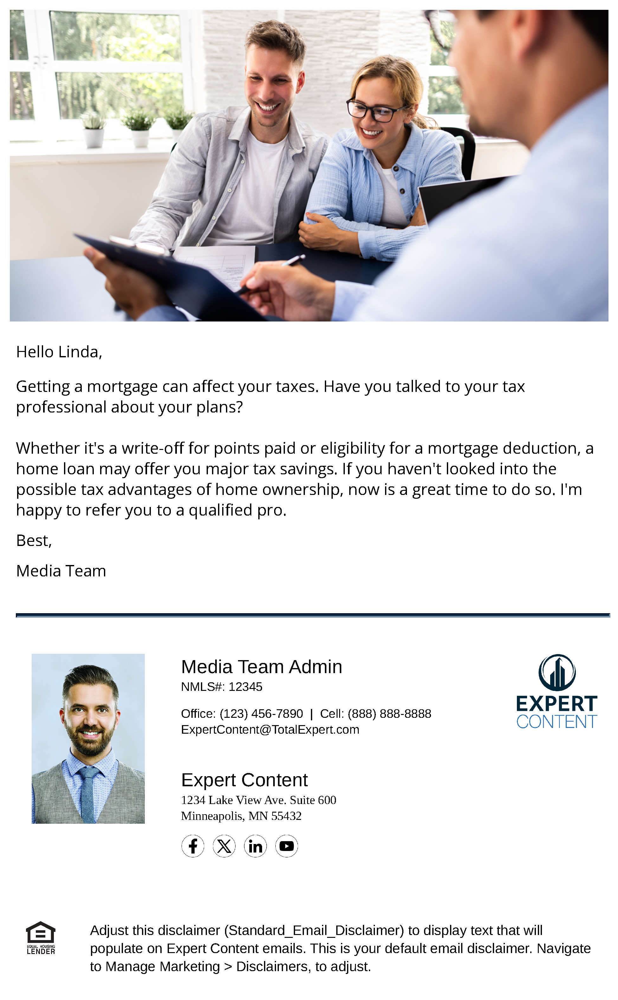 Hello Linda,
Getting a mortgage can affect your taxes. Have you talked to your tax
professional about your plans?
Whether it's a write-off for points paid or eligibility for a mortgage deduction, a
home loan may offer you major tax savings. If you haven't looked into the
possible tax advantages of home ownership, now is a great time to do so. I'm
happy to refer you to a qualified pro.
Best,
Media Team
Media Team Admin
NMLS#: 12345
Office: (123) 456-7890 | Cell: (888) 888-8888
ExpertContent@TotalExpert.com
EXPERT
CONTENT
Expert Content
1234 Lake View Ave. Suite 600
Minneapolis, MN 55432
EQUAL HOUSING
LENDER
Adjust this disclaimer (Standard_Email_Disclaimer) to display text that will
populate on Expert Content emails. This is your default email disclaimer. Navigate
to Manage Marketing > Disclaimers, to adjust.